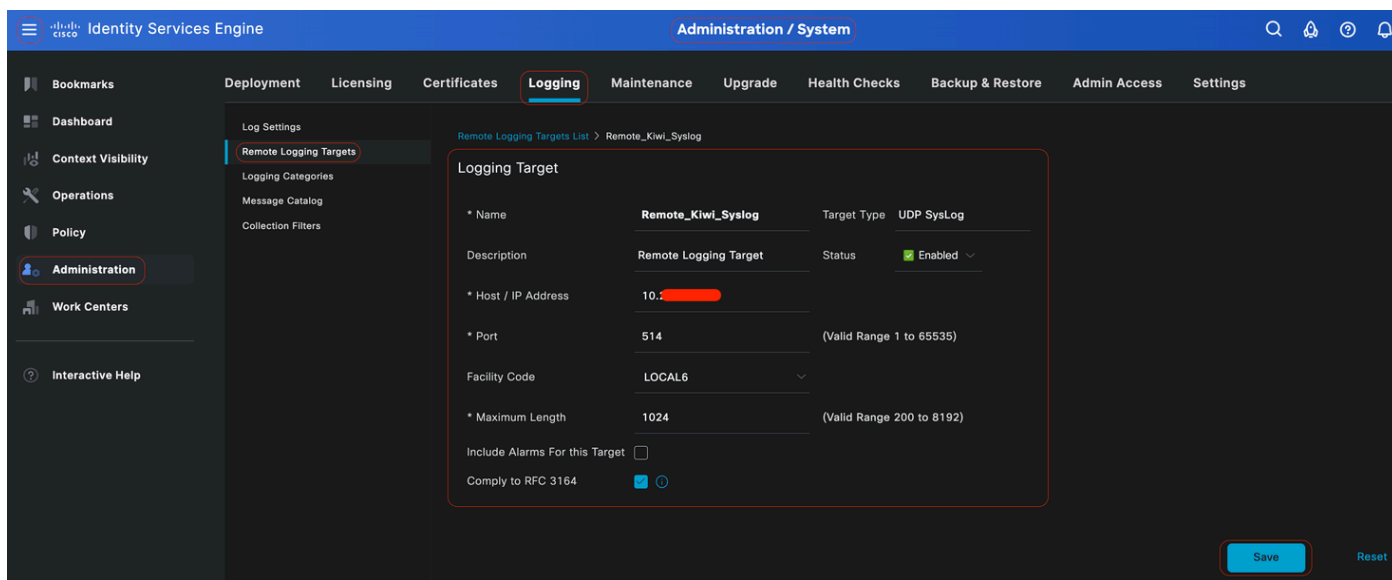 cisco Identity Services Engine
Administration / System
Bookmarks
Dashboard
Context Visibility
Operations
Policy
Administration
Work Centers
Interactive Help
Deployment Licensing Certificates Logging Maintenance Upgrade Health Checks Backup & Restore Admin Access Settings
Log Settings
Remote Logging Targets
Logging Categories
Message Catalog
Collection Filters
Remote Logging Targets List > Remote_Kiwi_Syslog
Logging Target
* Name Remote_Kiwi_Syslog Target Type UDP SysLog
Description Remote Logging Target Status Enabled
* Host / IP Address 10.
* Port 514 (Valid Range 1 to 65535)
Facility Code LOCAL6
* Maximum Length 1024 (Valid Range 200 to 8192)
Include Alarms For this Target
Comply to RFC 3164
Save Reset